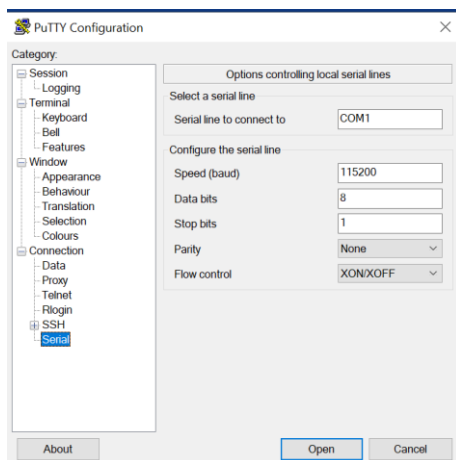 PuTTY Configuration
Category:
Session
Logging
Terminal
Keyboard
Bell
Features
Window
Appearance
Behaviour
Translation
Selection
Colours
Connection
Data
Proxy
Telnet
Rlogin
SSH
Serial
Options controlling local serial lines
Select a serial line
Serial line to connect to COM1
Configure the serial line
Speed (baud) 115200
Data bits 8
Stop bits 1
Parity None
Flow control XON/XOFF
About Open Cancel